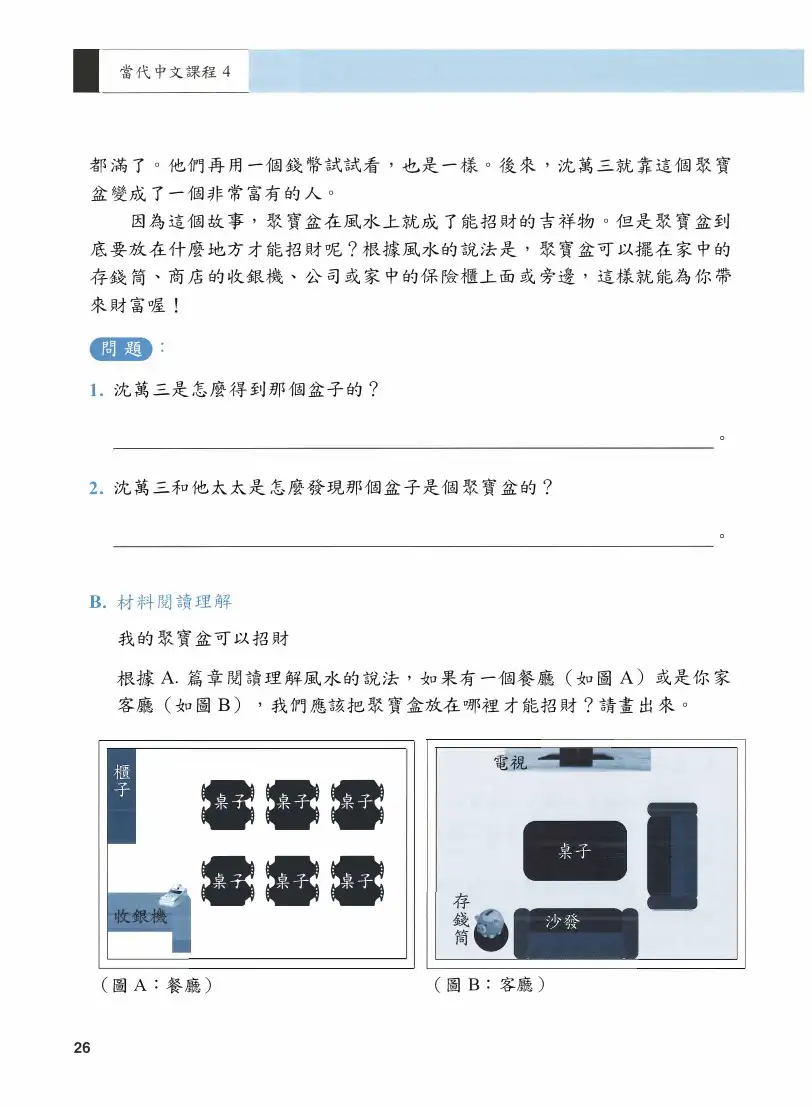 當代中文課程 4
都滿了。他們再用一個錢幣試試看，也是一樣。後來，沈萬三就靠這個聚寶
盆變成了一個非常富有的人。
因為這個故事，聚寶盆在風水上就成了能招財的吉祥物。但是聚寶盆到
底要放在什麼地方才能招財呢？根據風水的說法是，聚寶盆可以擺在家中的
存錢筒、商店的收銀機、公司或家中的保險櫃上面或旁邊，這樣就能為你帶
來財富喔！
問題：
1. 沈萬三是怎麼得到那個盆子的？
。
2. 沈萬三和他太太是怎麼發現那個盆子是個聚寶盆的？
。
B. 材料閱讀理解
我的聚寶盆可以招財
根據 A. 篇章閱讀理解風水的說法，如果有一個餐廳（如圖 A）或是你家
客廳（如圖 B），我們應該把聚寶盒放在哪裡才能招財？請畫出來。
櫃子
桌子 桌子 桌子
桌子 桌子 桌子
收銀機
電視
桌子
存錢筒
沙發
（圖 A：餐廳）
（圖 B：客廳）
26